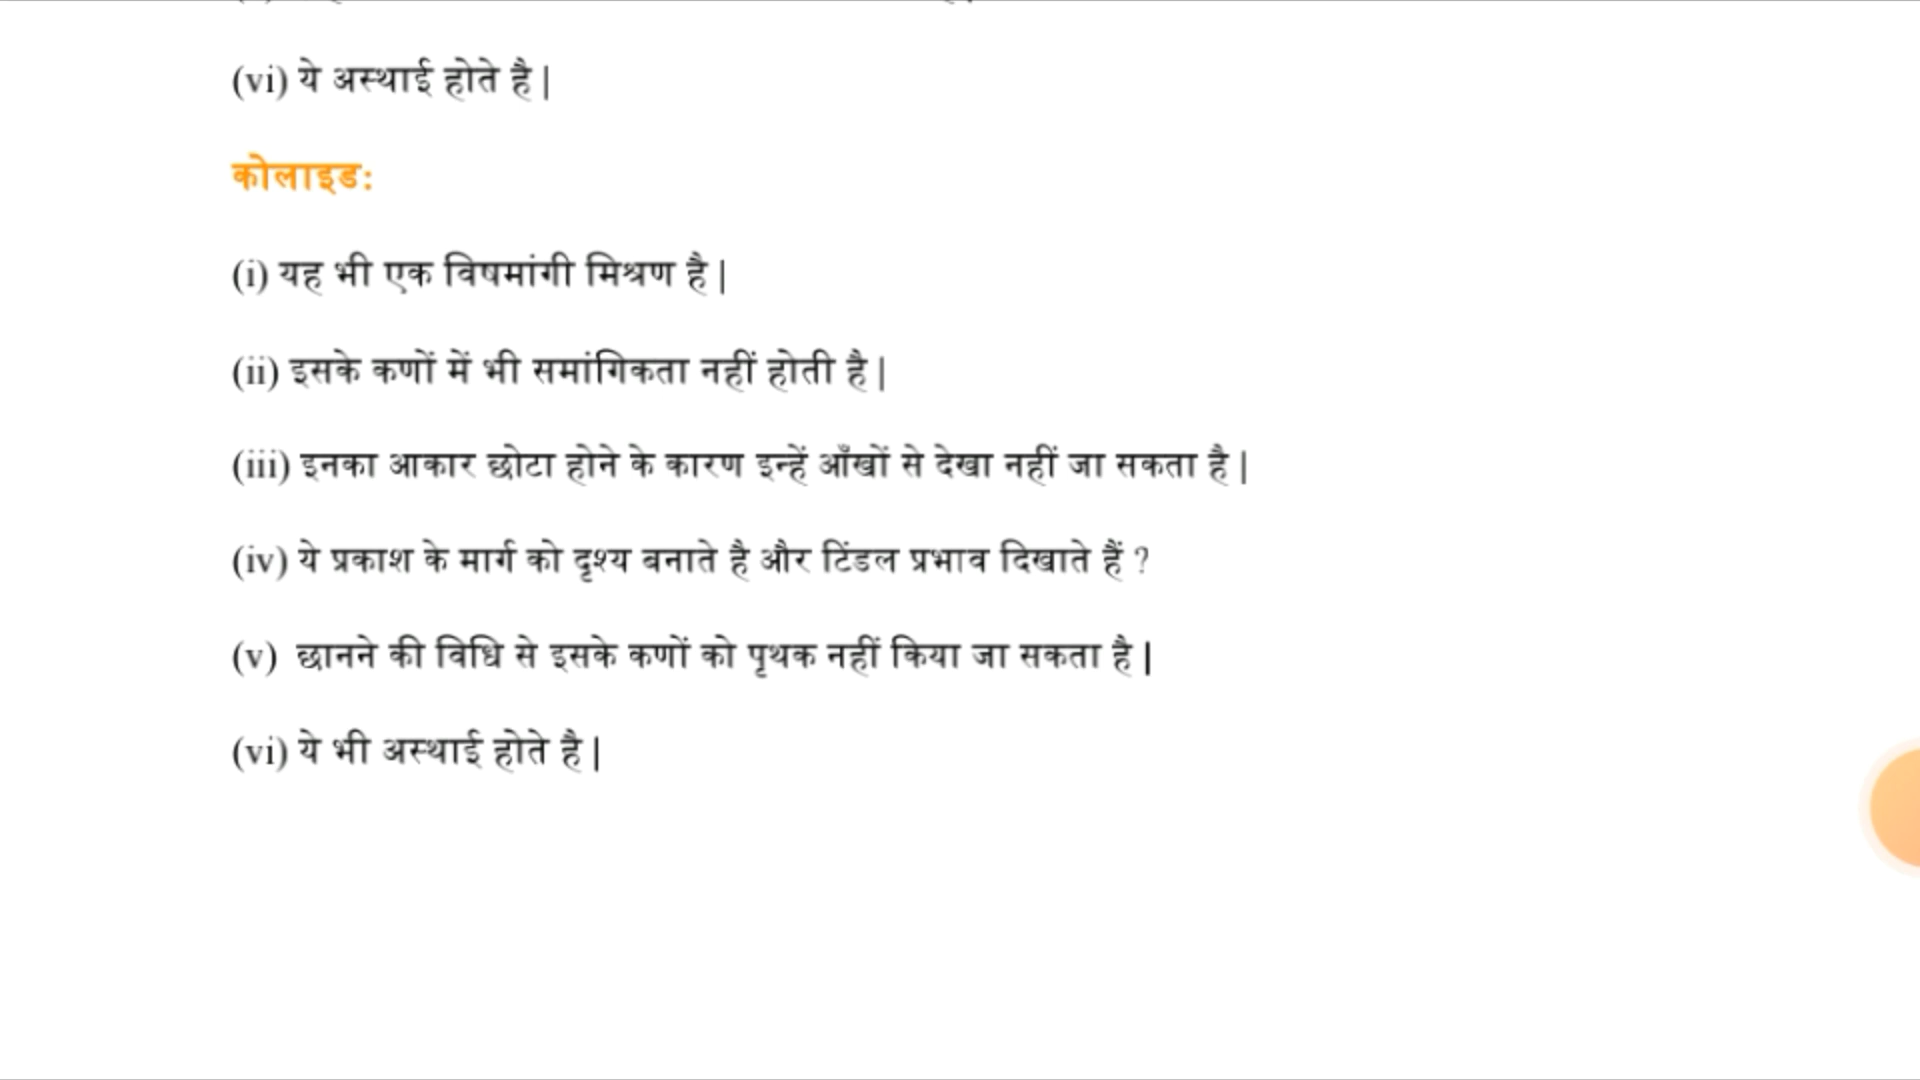 (vi) ये अस्थाई होते है |
कोलाइड:
(i) यह भी एक विषमांगी मिश्रण है |
(ii) इसके कणों में भी समांगिकता नहीं होती है |
(iii) इनका आकार छोटा होने के कारण इन्हें आँखों से देखा नहीं जा सकता है |
(iv) ये प्रकाश के मार्ग को दृश्य बनाते है और टिंडल प्रभाव दिखाते हैं ?
(v) छानने की विधि से इसके कणों को पृथक नहीं किया जा सकता है |
(vi) ये भी अस्थाई होते है |